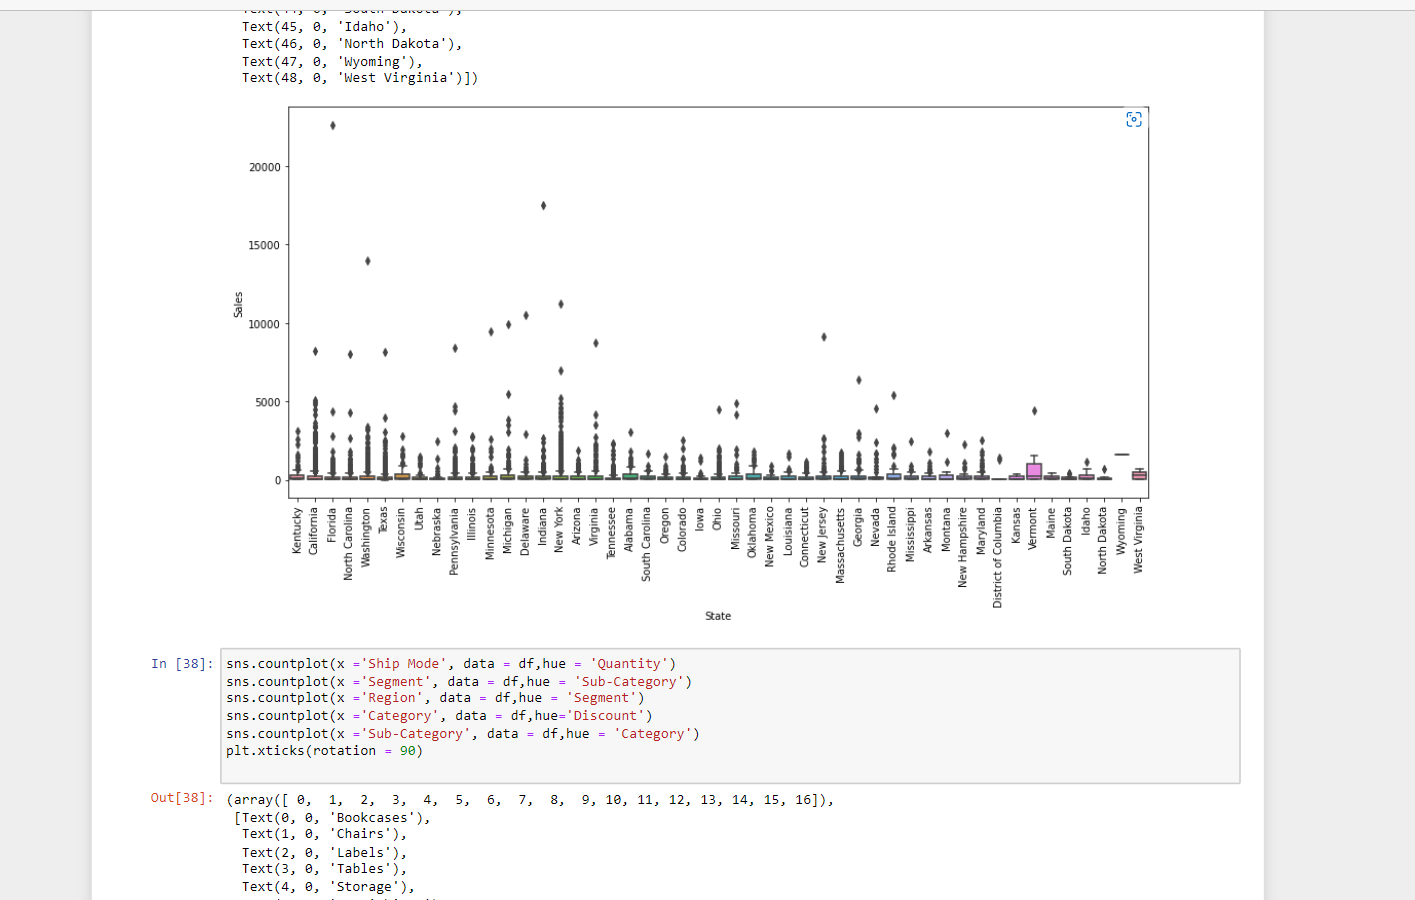 Text(44, 0, 'South Dakota'),
Text(45, 0, 'Idaho'),
Text(46, 0, 'North Dakota'),
Text(47, 0, 'Wyoming'),
Text(48, 0, 'West Virginia')])
20000
15000
10000
5000
0
Sales
Kentucky
California
Florida
North Carolina
Washington
Texas
Wisconsin
Utah
Nebraska
Pennsylvania
Illinois
Minnesota
Michigan
Delaware
Indiana
New York
Arizona
Virginia
Tennessee
Alabama
South Carolina
Oregon
Colorado
Iowa
Ohio
Missouri
Oklahoma
New Mexico
Louisiana
Connecticut
New Jersey
Massachusetts
Georgia
Nevada
Rhode Island
Mississippi
Arkansas
Montana
New Hampshire
Maryland
District of Columbia
Kansas
Vermont
Maine
South Dakota
Idaho
North Dakota
Wyoming
West Virginia
State
In [38]: sns.countplot(x ='Ship Mode', data = df,hue = 'Quantity')
sns.countplot(x ='Segment', data = df,hue = 'Sub-Category')
sns.countplot(x ='Region', data = df,hue = 'Segment')
sns.countplot(x ='Category', data = df,hue='Discount')
sns.countplot(x ='Sub-Category', data = df,hue = 'Category')
plt.xticks(rotation = 90)
Out[38]: (array([ 0, 1, 2, 3, 4, 5, 6, 7, 8, 9, 10, 11, 12, 13, 14, 15, 16]),
[Text(0, 0, 'Bookcases'),
Text(1, 0, 'Chairs'),
Text(2, 0, 'Labels'),
Text(3, 0, 'Tables'),
Text(4, 0, 'Storage'),